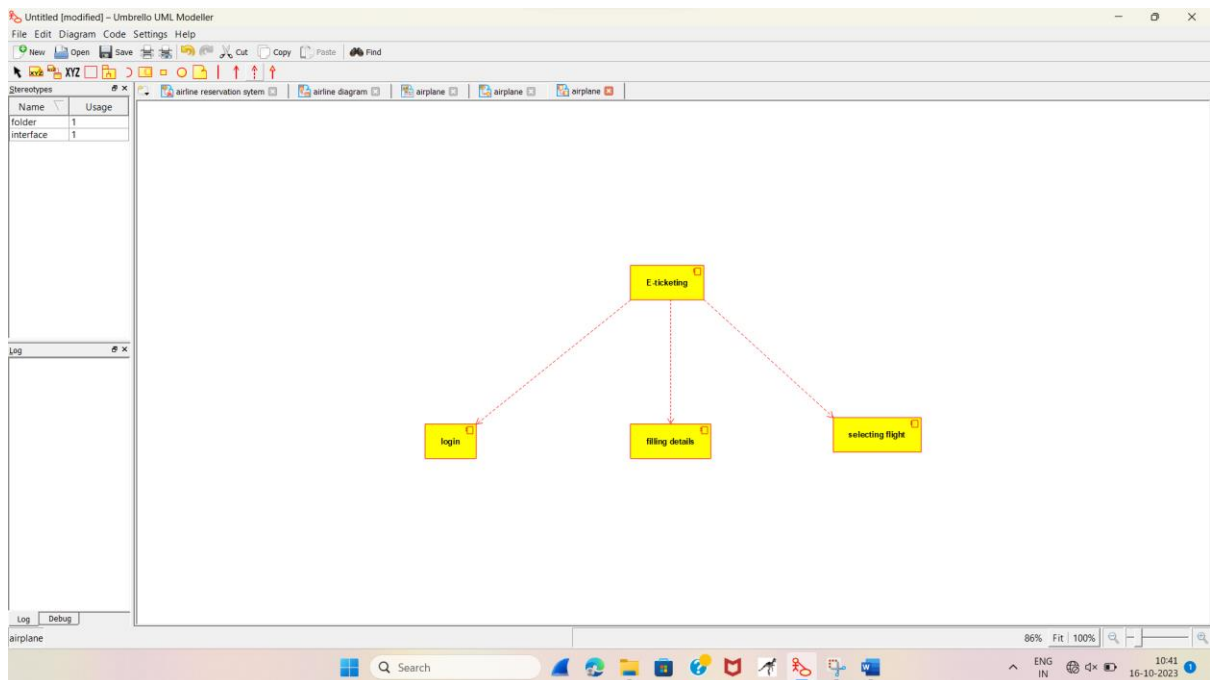 Untitled [modified] – Umbrello UML Modeller
File Edit Diagram Code Settings Help
New Open Save Cut Copy Paste Find
XYZ XYZ
Stereotypes
airline reservation sytem airline diagram airplane airplane airplane
Name Usage
folder 1
interface 1
E-ticketing
Log
login filling details selecting flight
Log Debug
airplane 86% Fit 100%
Search
ENG 10:41
IN 16-10-2023 1